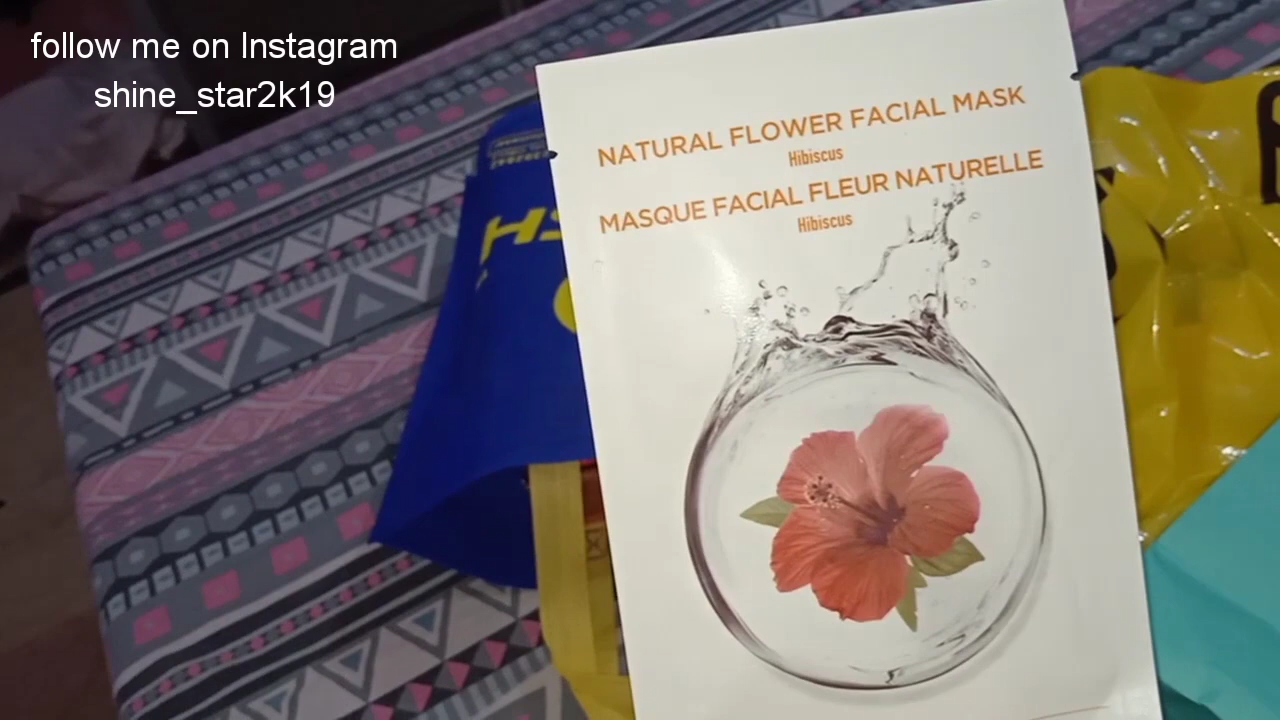 follow me on Instagram
shine_star2k19
NATURAL FLOWER FACIAL MASK
Hibiscus
MASQUE FACIAL FLEUR NATURELLE
Hibiscus